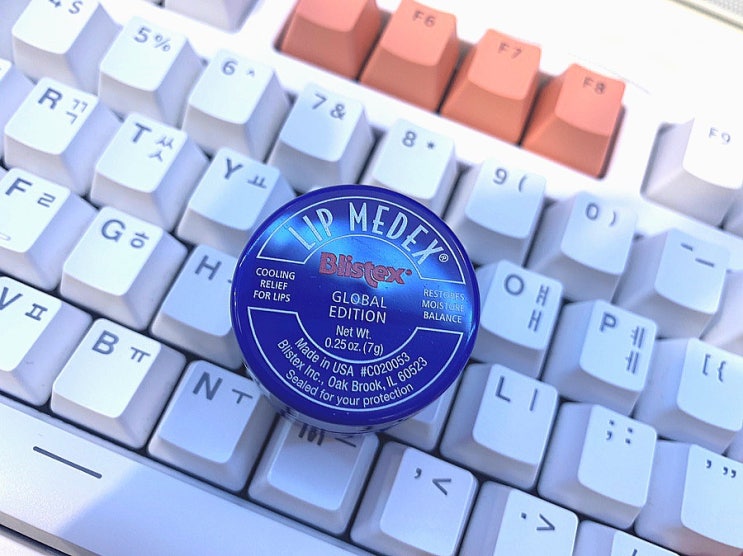 4 $
5 %
6 ^
7 &
8 *
9 (
0 )
F6
F7
F8
F9
R ㄲ ㄱ
T ㅆ ㅅ
Y ㅛ
O ㅒ ㅐ
P ㅖ ㅔ
[ {
F ㄹ
G ㅎ
H
L ㅣ
; :
' "
V ㅍ
B ㅠ
N ㅜ
M ㅡ
, <
. >
LIP MEDEX®
Blistex®
COOLING
RELIEF
FOR LIPS
GLOBAL
EDITION
RESTORES
MOISTURE
BALANCE
Net Wt.
0.25 oz. (7g)
Made in USA #C020053
Blistex Inc., Oak Brook, IL 60523
Sealed for your protection